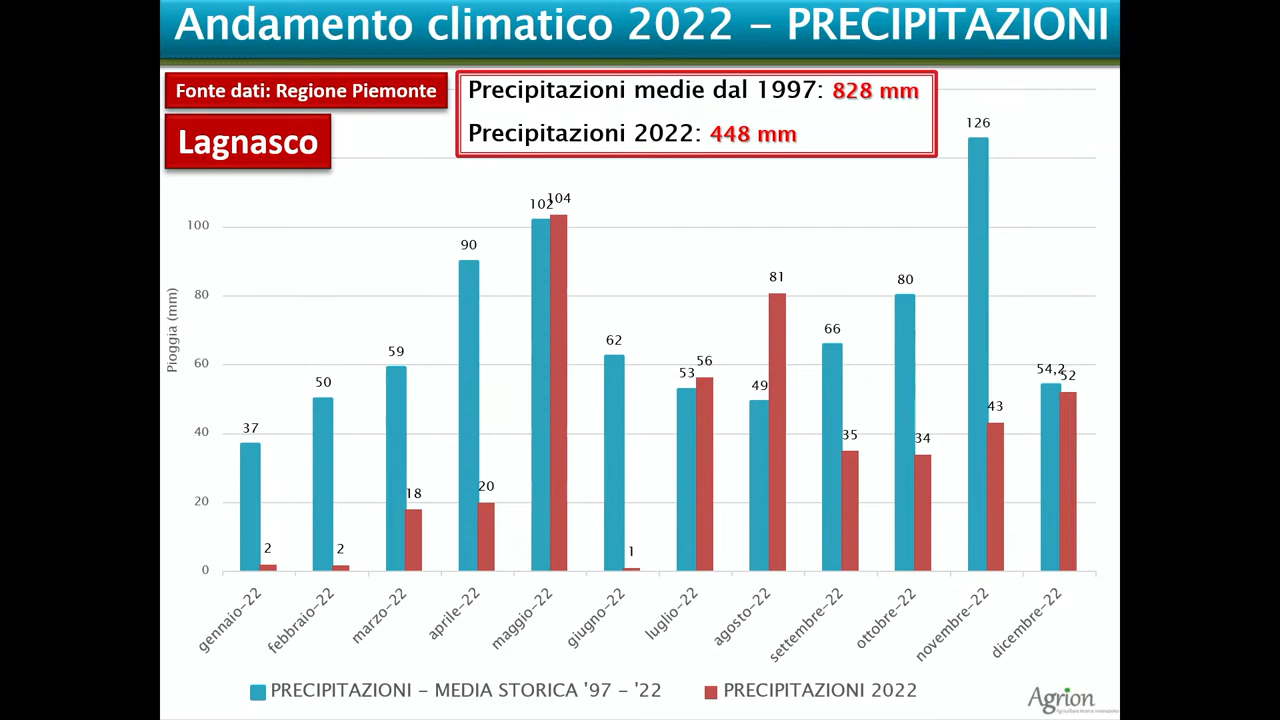 Andamento climatico 2022 – PRECIPITAZIONI
Fonte dati: Regione Piemonte
Lagnasco
Precipitazioni medie dal 1997: 828 mm
Precipitazioni 2022: 448 mm
Pioggia (mm)
100
80
60
40
20
0
37
2
50
2
59
18
90
20
102
104
62
1
53
56
49
81
66
35
80
34
126
43
54,2
52
gennaio-22
febbraio-22
marzo-22
aprile-22
maggio-22
giugno-22
luglio-22
agosto-22
settembre-22
ottobre-22
novembre-22
dicembre-22
PRECIPITAZIONI – MEDIA STORICA '97 – '22
PRECIPITAZIONI 2022
Agrion